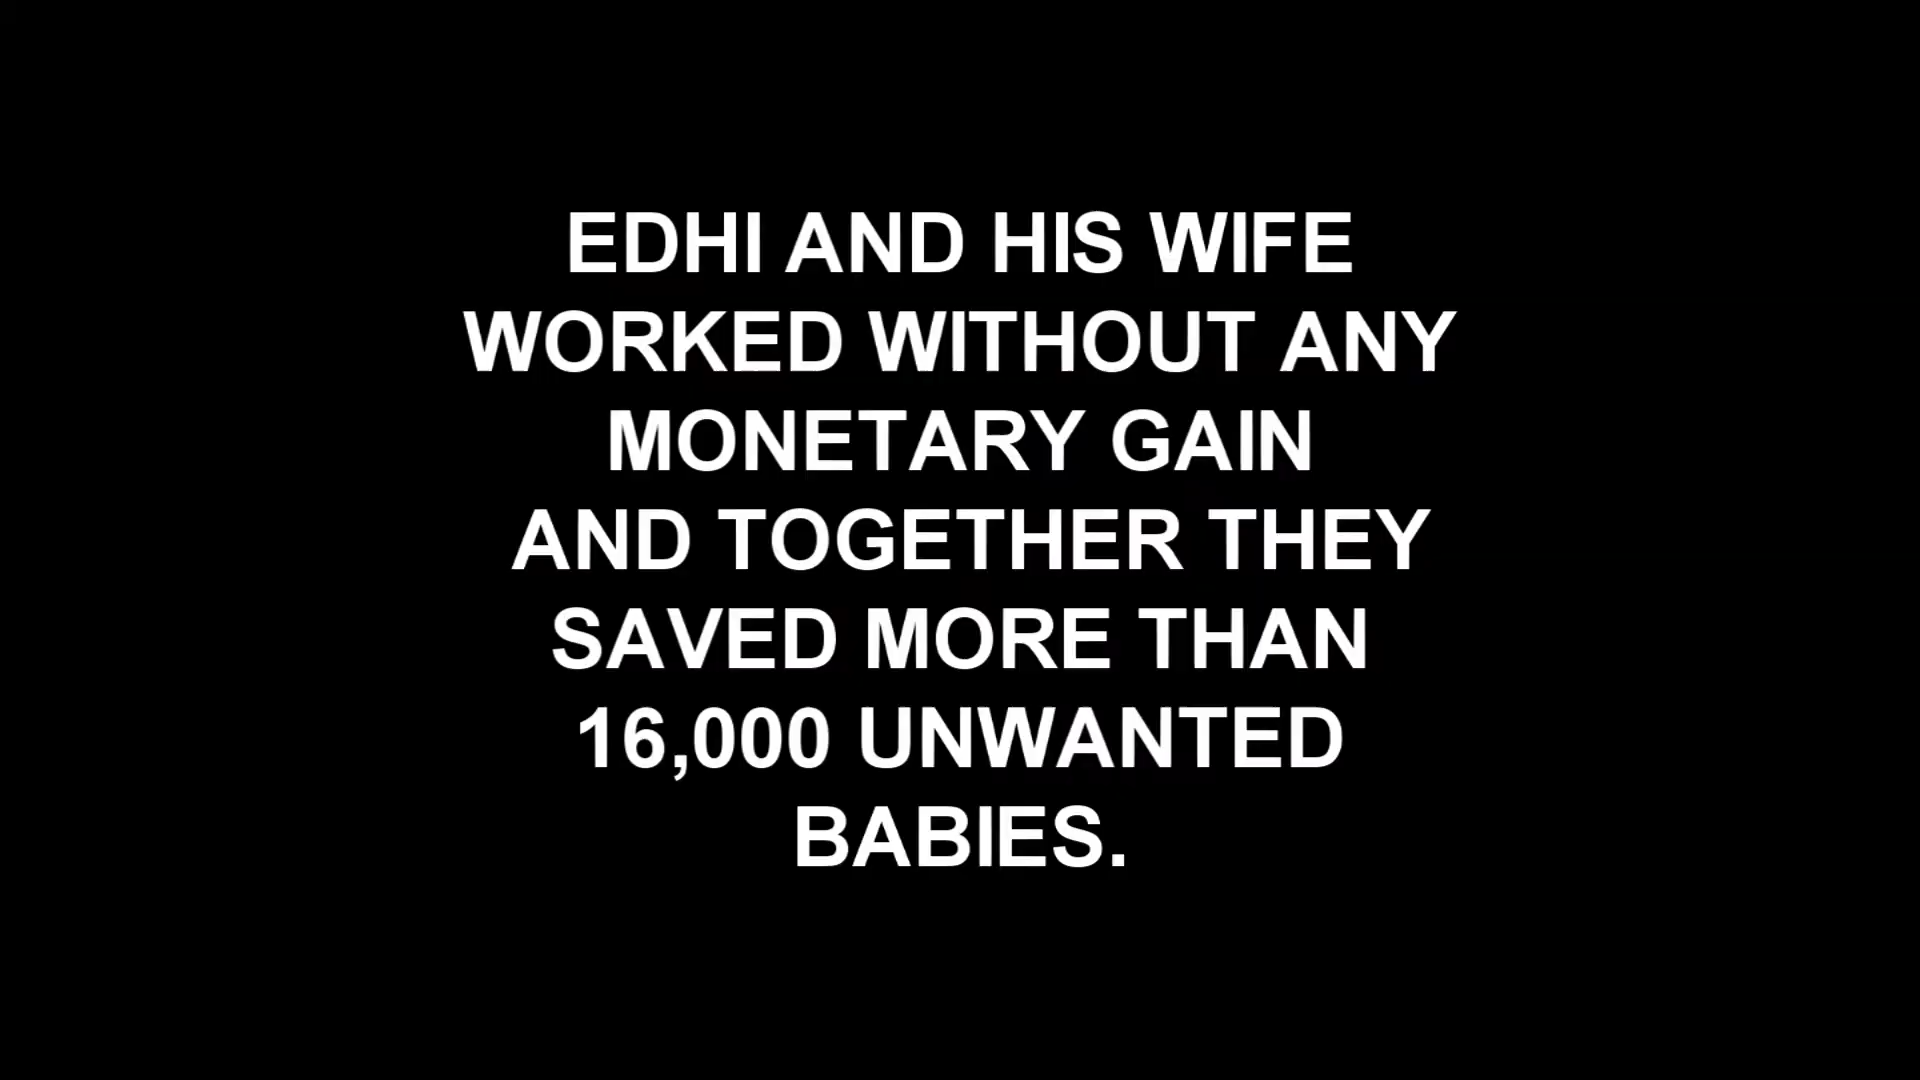 EDHI AND HIS WIFE
WORKED WITHOUT ANY
MONETARY GAIN
AND TOGETHER THEY
SAVED MORE THAN
16,000 UNWANTED
BABIES.